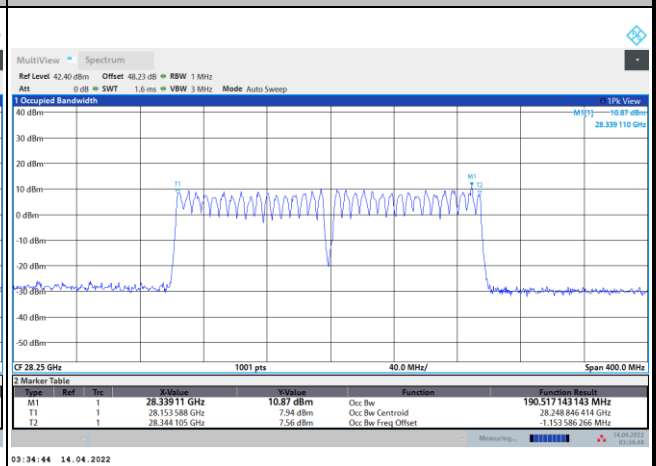 MultiView Spectrum
Ref Level 42.40 dBm Offset 48.23 dB RBW 1 MHz
Att 0 dB SWT 1.6 ms VBW 3 MHz Mode Auto Sweep
1 Occupied Bandwidth 1Pk View
40 dBm M1[1] 10.87 dBm
28.339 110 GHz
30 dBm
20 dBm
M1
T1 T2
10 dBm
0 dBm
-10 dBm
-20 dBm
-30 dBm
-40 dBm
-50 dBm
CF 28.25 GHz 1001 pts 40.0 MHz/ Span 400.0 MHz
2 Marker Table
Type Ref Trc X-Value Y-Value Function Function Result
M1 1 28.33911 GHz 10.87 dBm Occ Bw 190.517 143 143 MHz
T1 1 28.153 588 GHz 7.94 dBm Occ Bw Centroid 28.248 846 414 GHz
T2 1 28.344 105 GHz 7.56 dBm Occ Bw Freq Offset -1.153 586 266 MHz
Measuring... 14.04.2022
03:34:44
03:34:44 14.04.2022